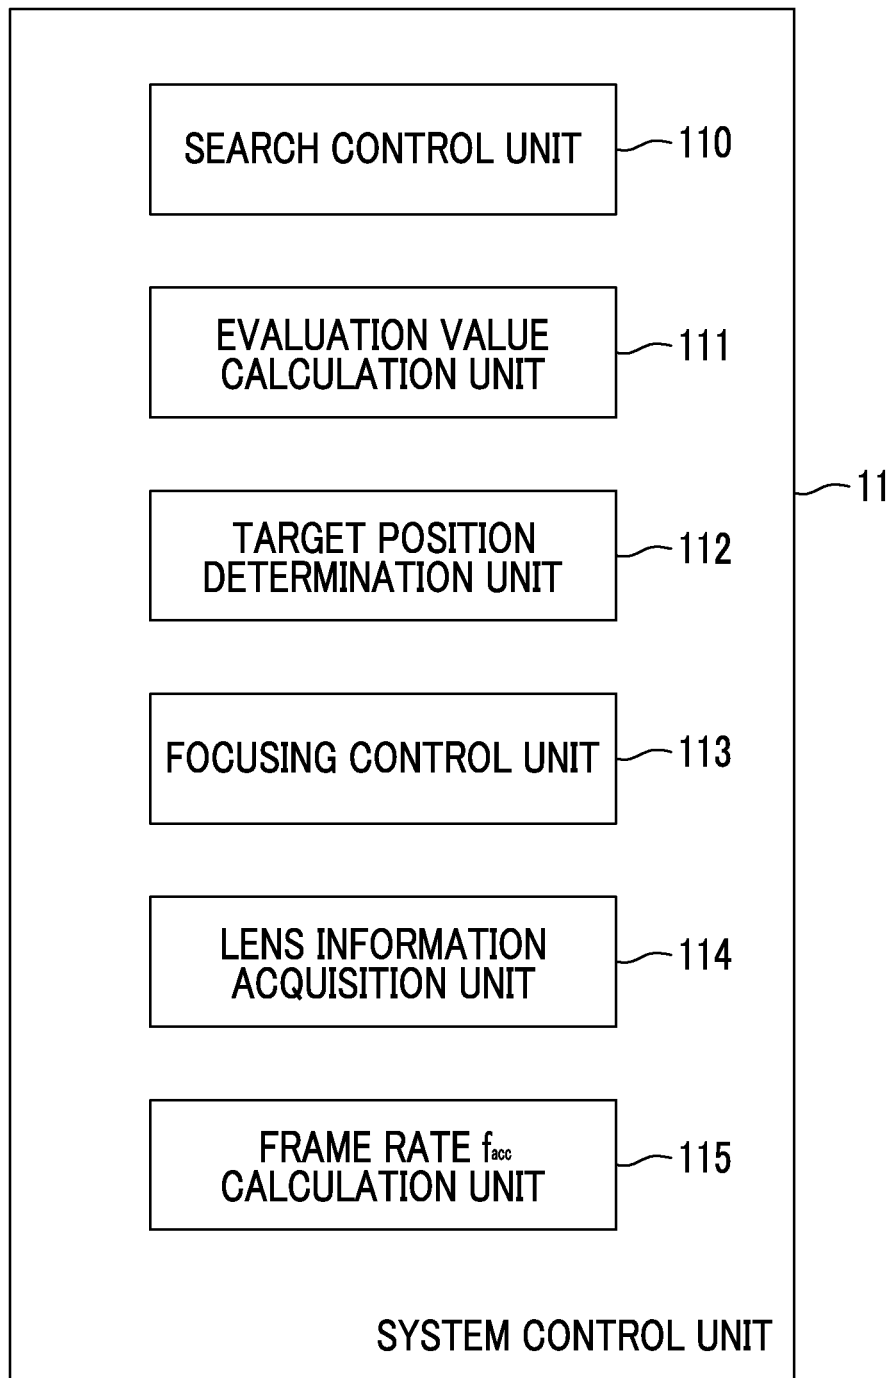 SEARCH CONTROL UNIT
110
EVALUATION VALUE
CALCULATION UNIT
111
11
TARGET POSITION
DETERMINATION UNIT
112
FOCUSING CONTROL UNIT
113
LENS INFORMATION
ACQUISITION UNIT
114
FRAME RATE facc
CALCULATION UNIT
115
SYSTEM CONTROL UNIT